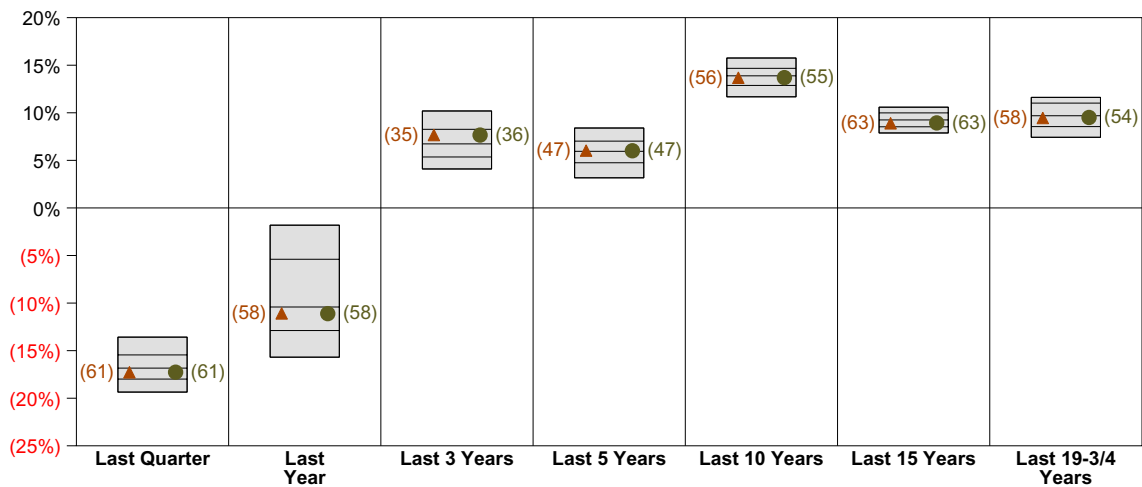 20%
15%
10%
5%
0%
(5%)
(10%)
(15%)
(20%)
(25%)
(61) (61)
(58) (58)
(35) (36)
(47) (47)
(56) (55)
(63) (63)
(58) (54)
Last Quarter
Last
Year
Last 3 Years
Last 5 Years
Last 10 Years
Last 15 Years
Last 19-3/4
Years